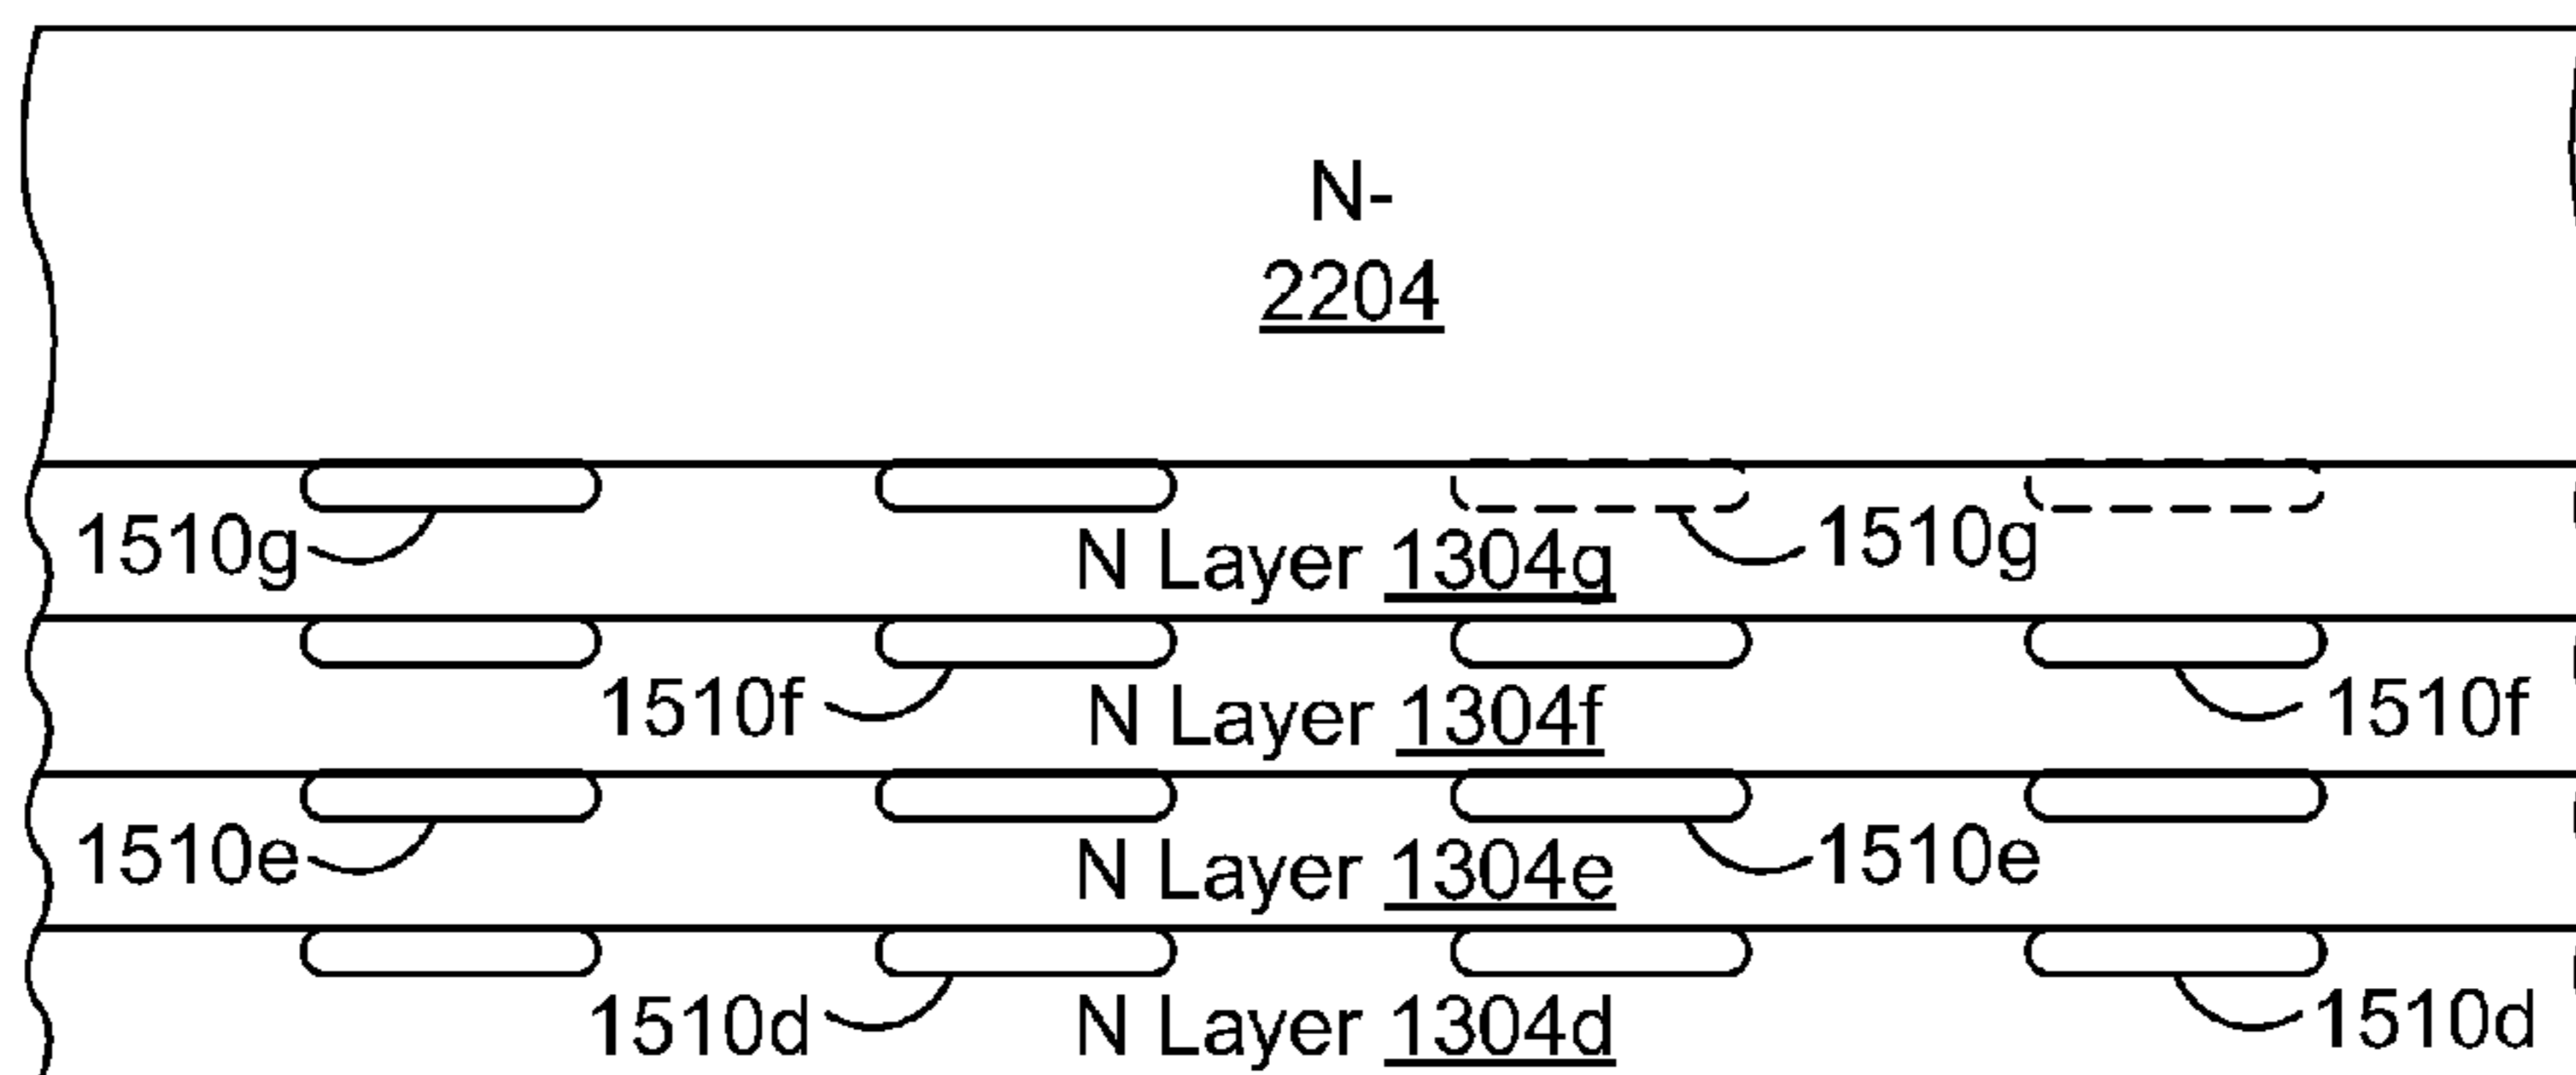 N-
2204
1510g
N Layer 1304g
1510g
1510f
N Layer 1304f
1510f
1510e
N Layer 1304e
1510e
1510d
N Layer 1304d
1510d